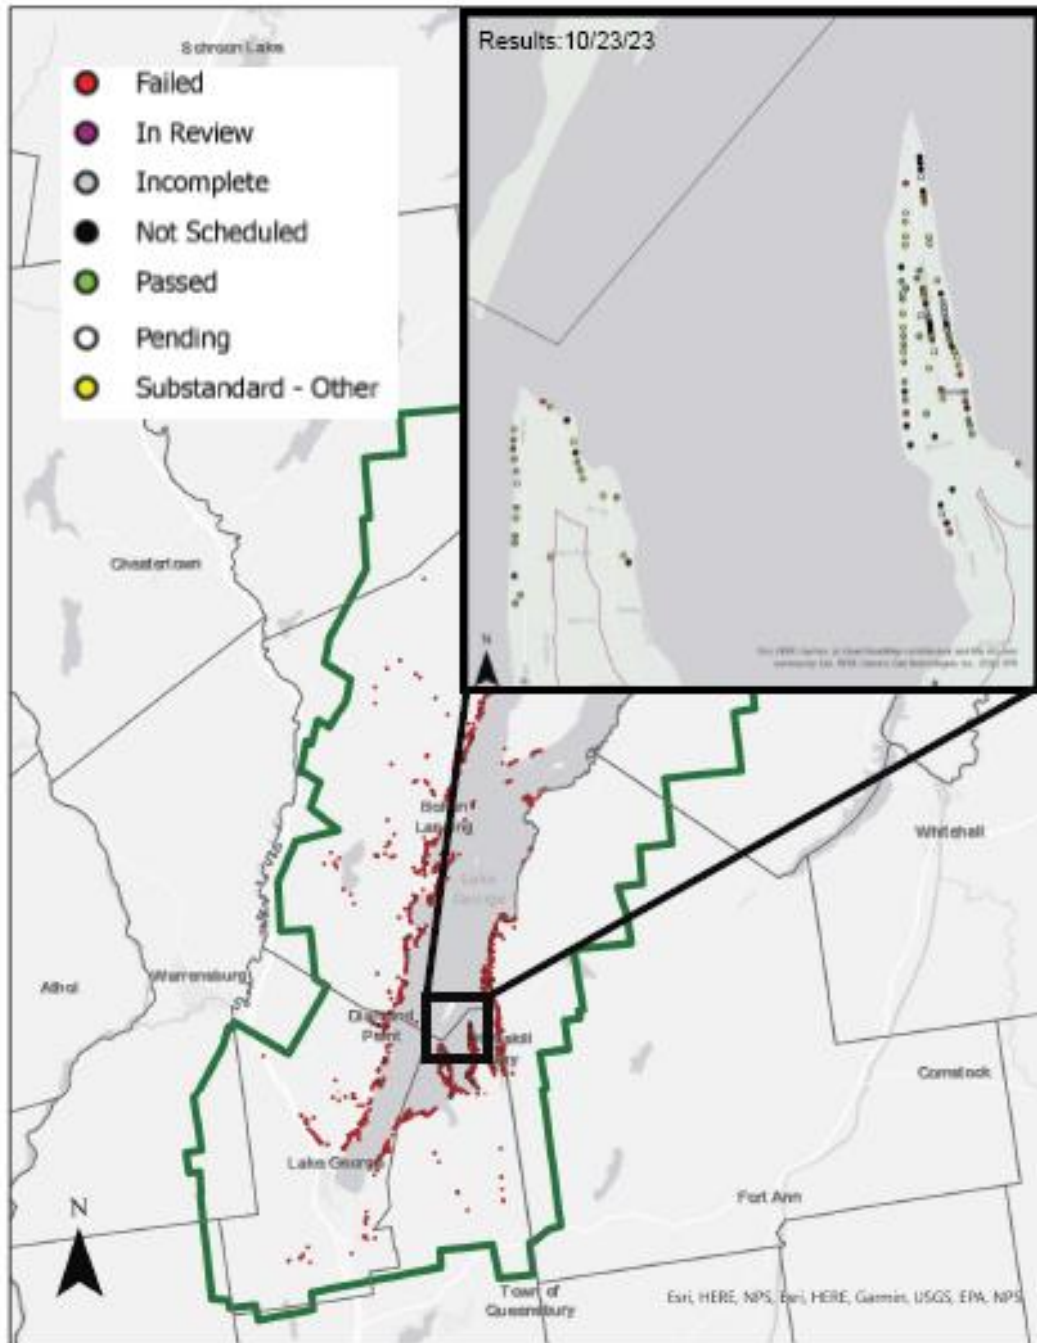 Schroon Lake
Failed
In Review
Incomplete
Not Scheduled
Passed
Pending
Substandard - Other
Results: 10/23/23
N
Chestertown
Bolton
Landing
Lake
George
Whitehall
Athol
Warrensburg
Diamond
Point
Comstock
Lake George
Fort Ann
N
Town of
Queensbury
Esri, HERE, NPS, Esri, HERE, Garmin, USGS, EPA, NPS